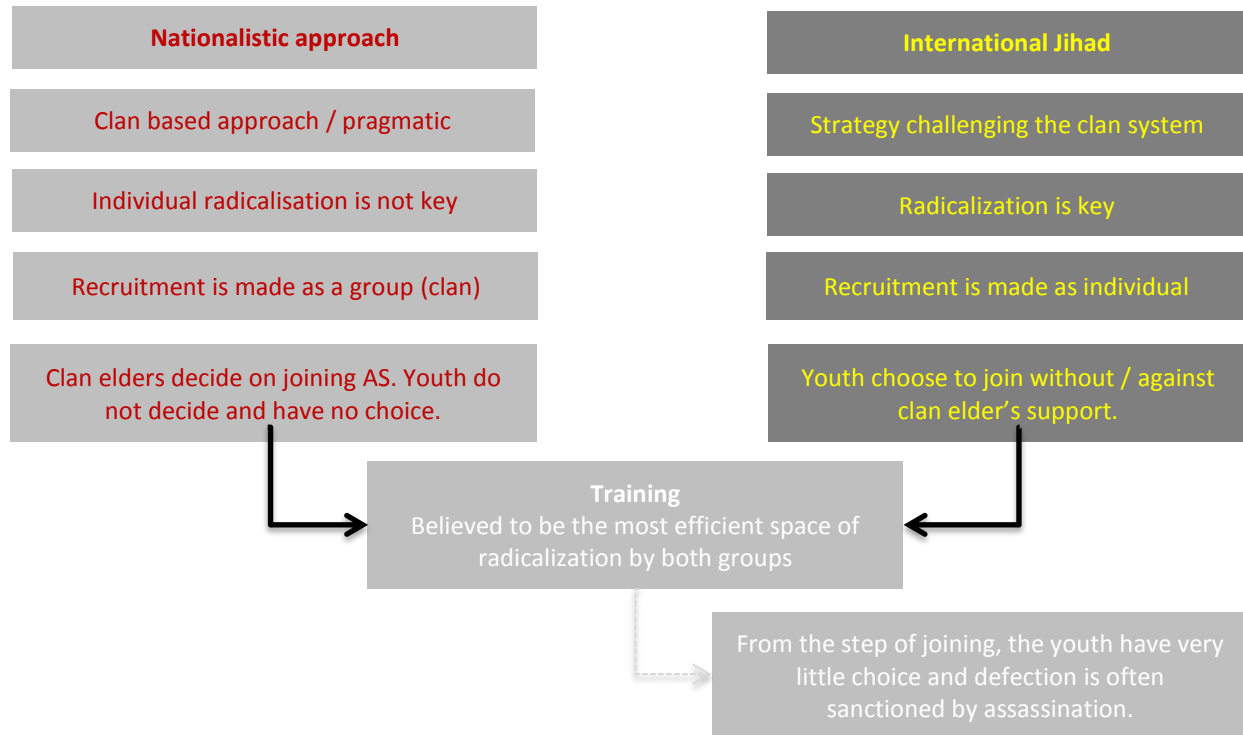 Nationalistic approach
Clan based approach / pragmatic
Individual radicalisation is not key
Recruitment is made as a group (clan)
Clan elders decide on joining AS. Youth do
not decide and have no choice.
International Jihad
Strategy challenging the clan system
Radicalization is key
Recruitment is made as individual
Youth choose to join without / against
clan elder’s support.
Training
Believed to be the most efficient space of
radicalization by both groups
From the step of joining, the youth have very
little choice and defection is often
sanctioned by assassination.